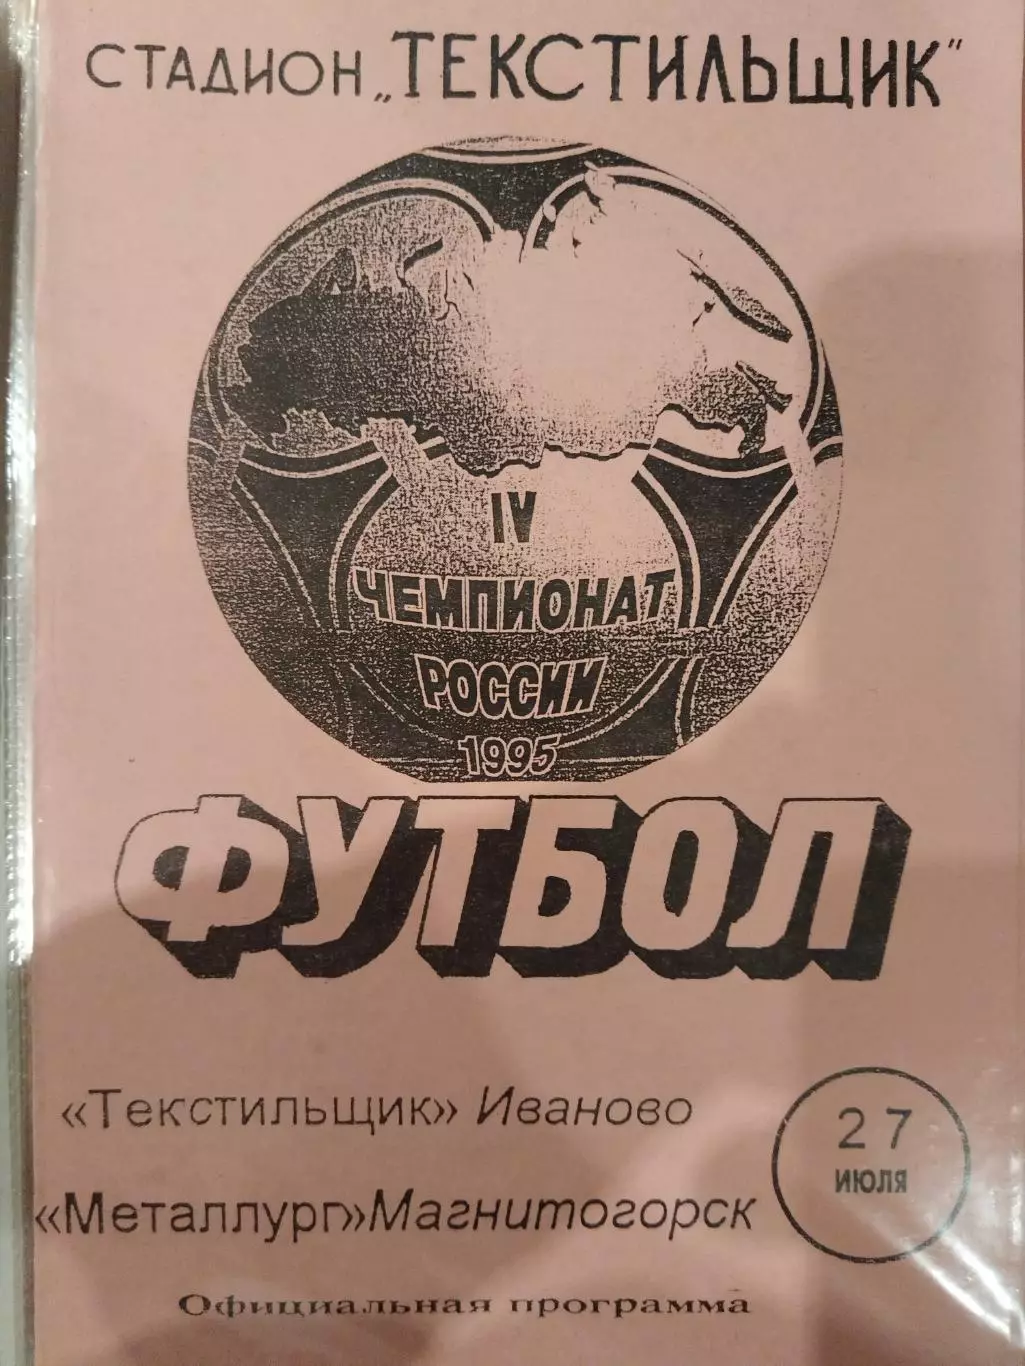 СТАДИОН „ТЕКСТИЛЬЩИК"
IV
ЧЕМПИОНАТ
РОССИИ
1995
ФУТБОЛ
«Текстильщик» Иваново
27
ИЮЛЯ
«Металлург» Магнитогорск
Официальная программа